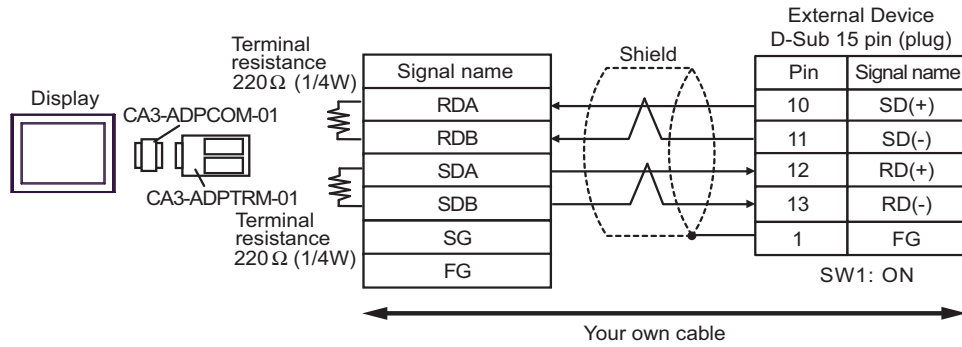 External Device
D-Sub 15 pin (plug)
Terminal
resistance
220Ω (1/4W)
Shield
Display
CA3-ADPCOM-01
CA3-ADPTRM-01
Terminal
resistance
220Ω (1/4W)
Signal name
RDA
RDB
SDA
SDB
SG
FG
Pin Signal name
10 SD(+)
11 SD(-)
12 RD(+)
13 RD(-)
1 FG
SW1: ON
Your own cable